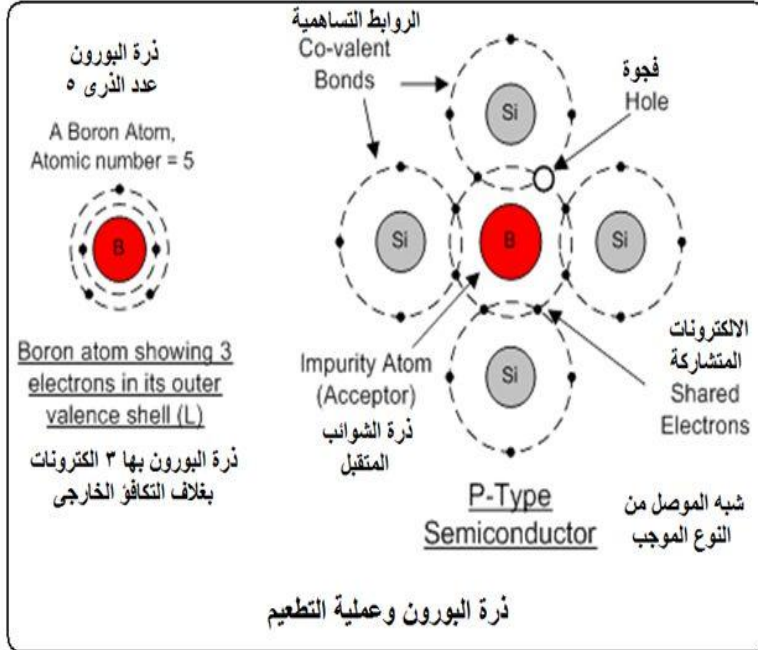 ذرة البورون
عدد الذرى ٥
A Boron Atom,
Atomic number = 5
B
Boron atom showing 3
electrons in its outer
valence shell (L)
ذرة البورون بها ٣ الكترونات
بغلاف التكافؤ الخارجى
الروابط التساهمية
Co-valent
Bonds
فجوة
Hole
Si
Si
B
Si
Si
Impurity Atom
(Acceptor)
ذرة الشوائب
المتقبل
الالكترونات
المتشاركة
Shared
Electrons
P-Type
Semiconductor
شبه الموصل من
النوع الموجب
ذرة البورون وعملية التطعيم